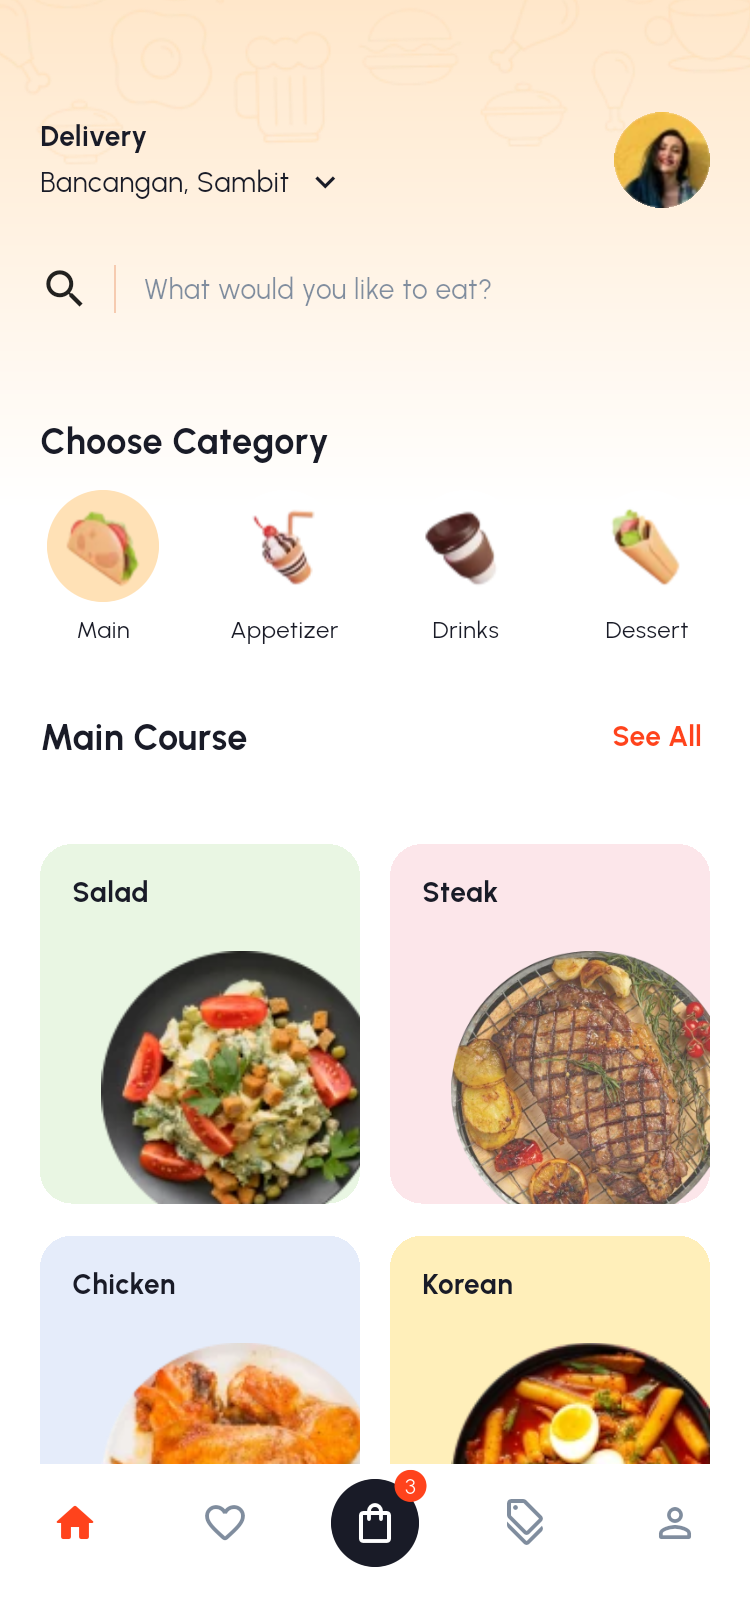 Delivery
Bancangan, Sambit
What would you like to eat?
Choose Category
Main
Appetizer
Drinks
Dessert
Main Course
See All
Salad
Steak
Chicken
Korean
3